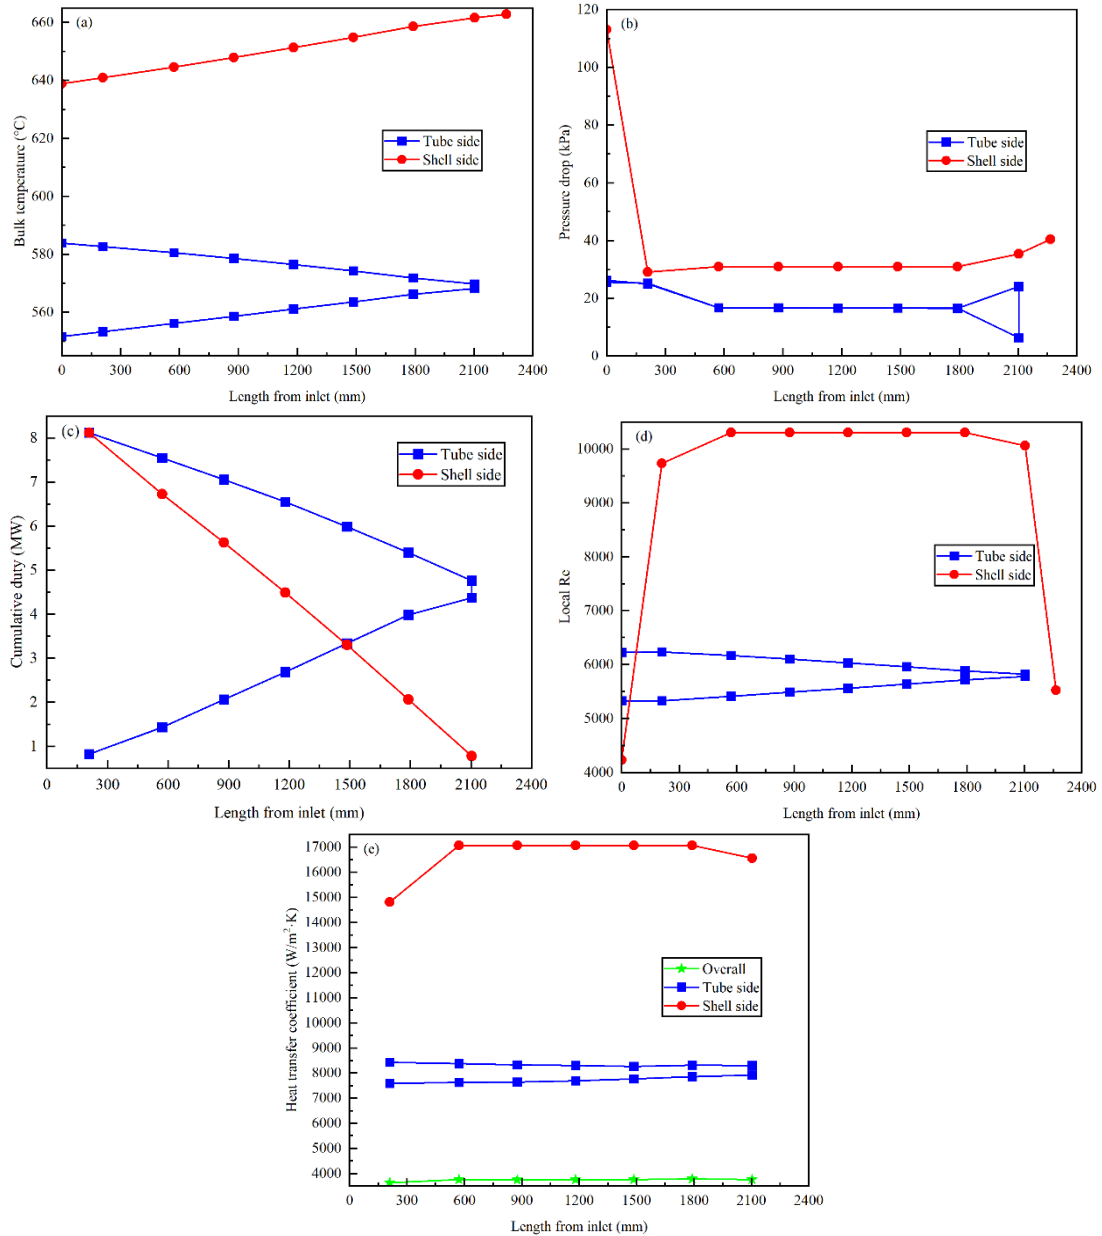 (a)
660
640
620
600
580
560
Bulk temperature (°C)
Tube side
Shell side
0 300 600 900 1200 1500 1800 2100 2400
Length from inlet (mm)
(b)
120
100
80
60
40
20
0
Pressure drop (kPa)
Tube side
Shell side
0 300 600 900 1200 1500 1800 2100 2400
Length from inlet (mm)
(c)
8
7
6
5
4
3
2
1
Cumulative duty (MW)
Tube side
Shell side
0 300 600 900 1200 1500 1800 2100 2400
Length from inlet (mm)
(d)
10000
9000
8000
7000
6000
5000
4000
Local Re
Tube side
Shell side
0 300 600 900 1200 1500 1800 2100 2400
Length from inlet (mm)
(e)
17000
16000
15000
14000
13000
12000
11000
10000
9000
8000
7000
6000
5000
4000
Heat transfer coefficient (W/m²·K)
Overall
Tube side
Shell side
0 300 600 900 1200 1500 1800 2100 2400
Length from inlet (mm)